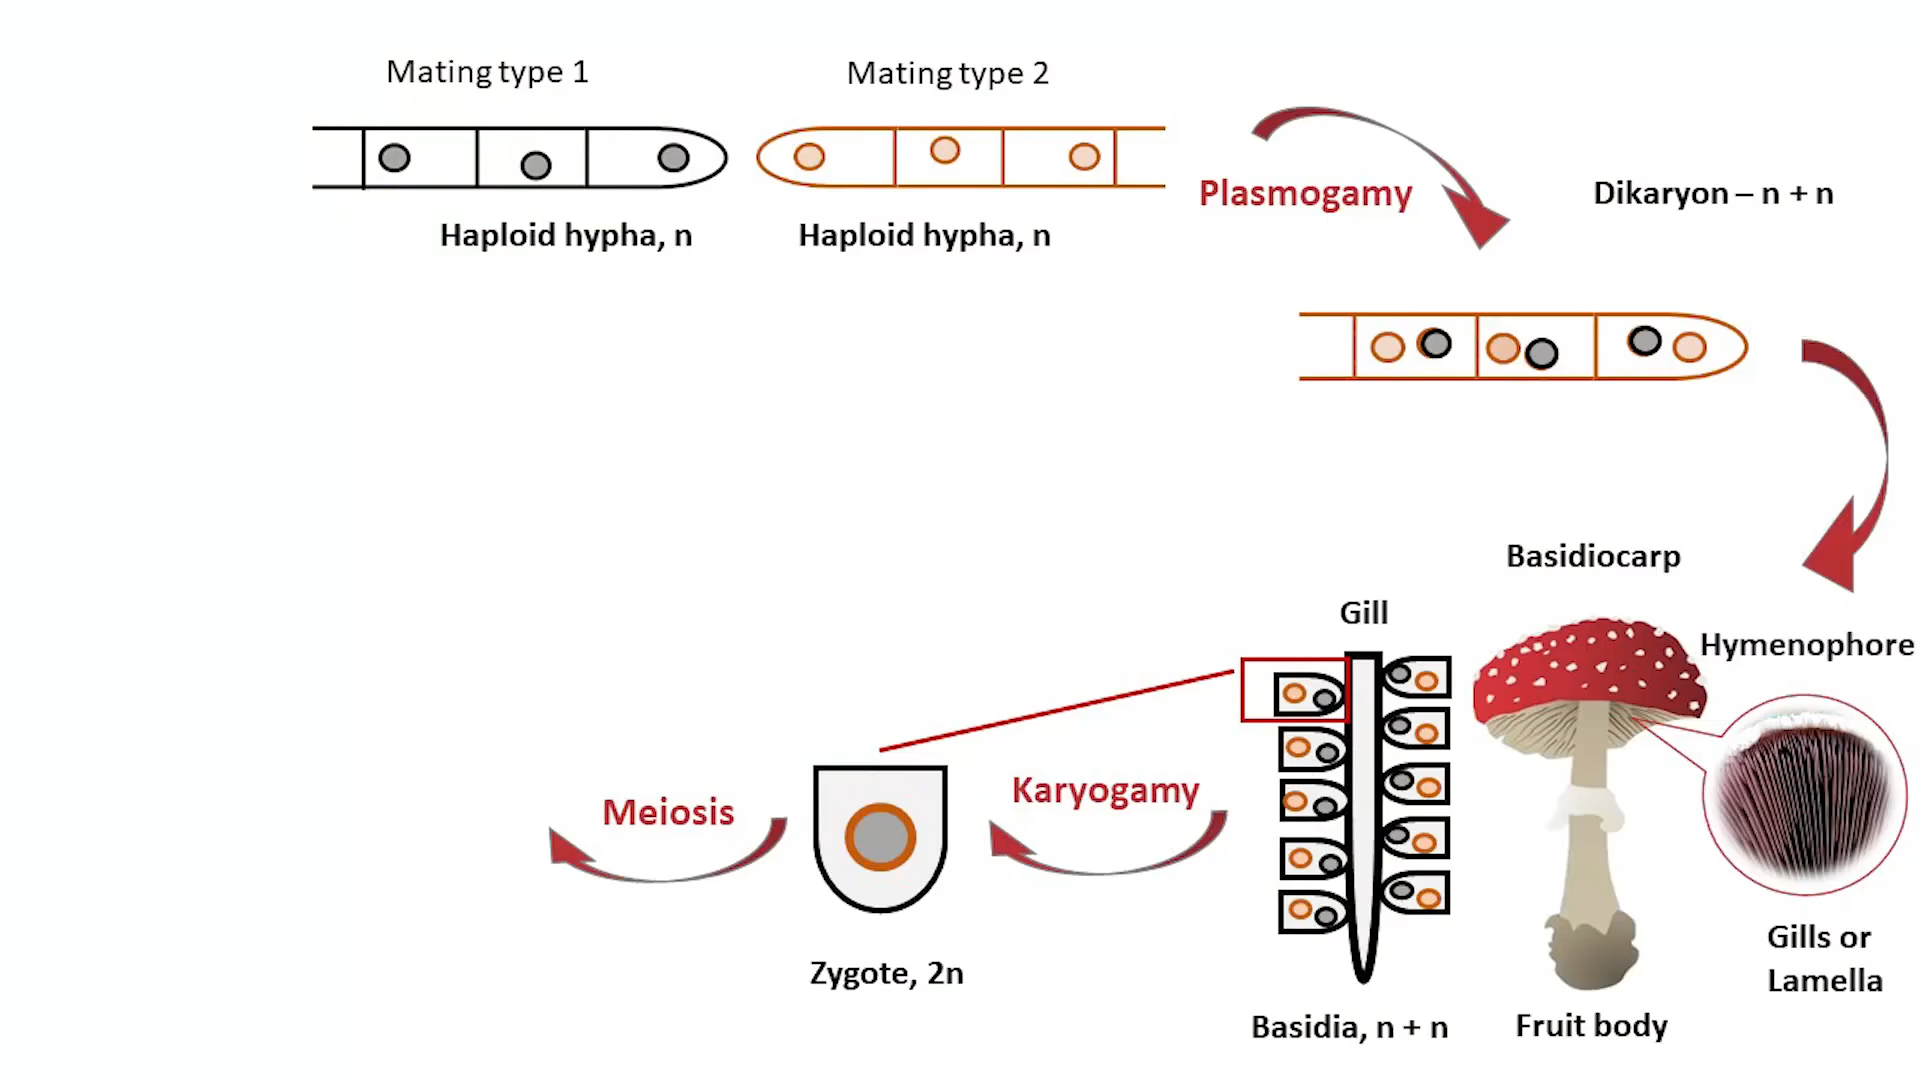 Mating type 1
Mating type 2
Haploid hypha, n
Haploid hypha, n
Plasmogamy
Dikaryon – n + n
Basidiocarp
Hymenophore
Gill
Gills or
Lamella
Fruit body
Basidia, n + n
Karyogamy
Zygote, 2n
Meiosis